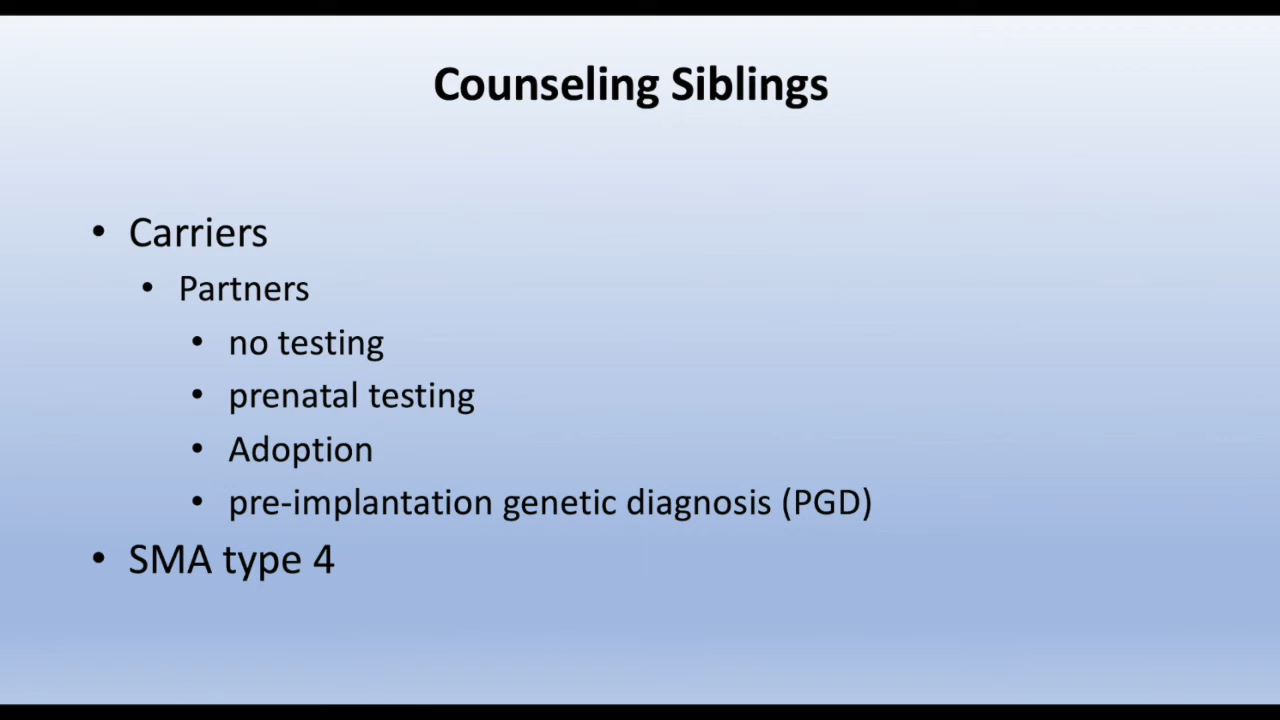 Counseling Siblings
• Carriers
• Partners
• no testing
• prenatal testing
• Adoption
• pre-implantation genetic diagnosis (PGD)
• SMA type 4